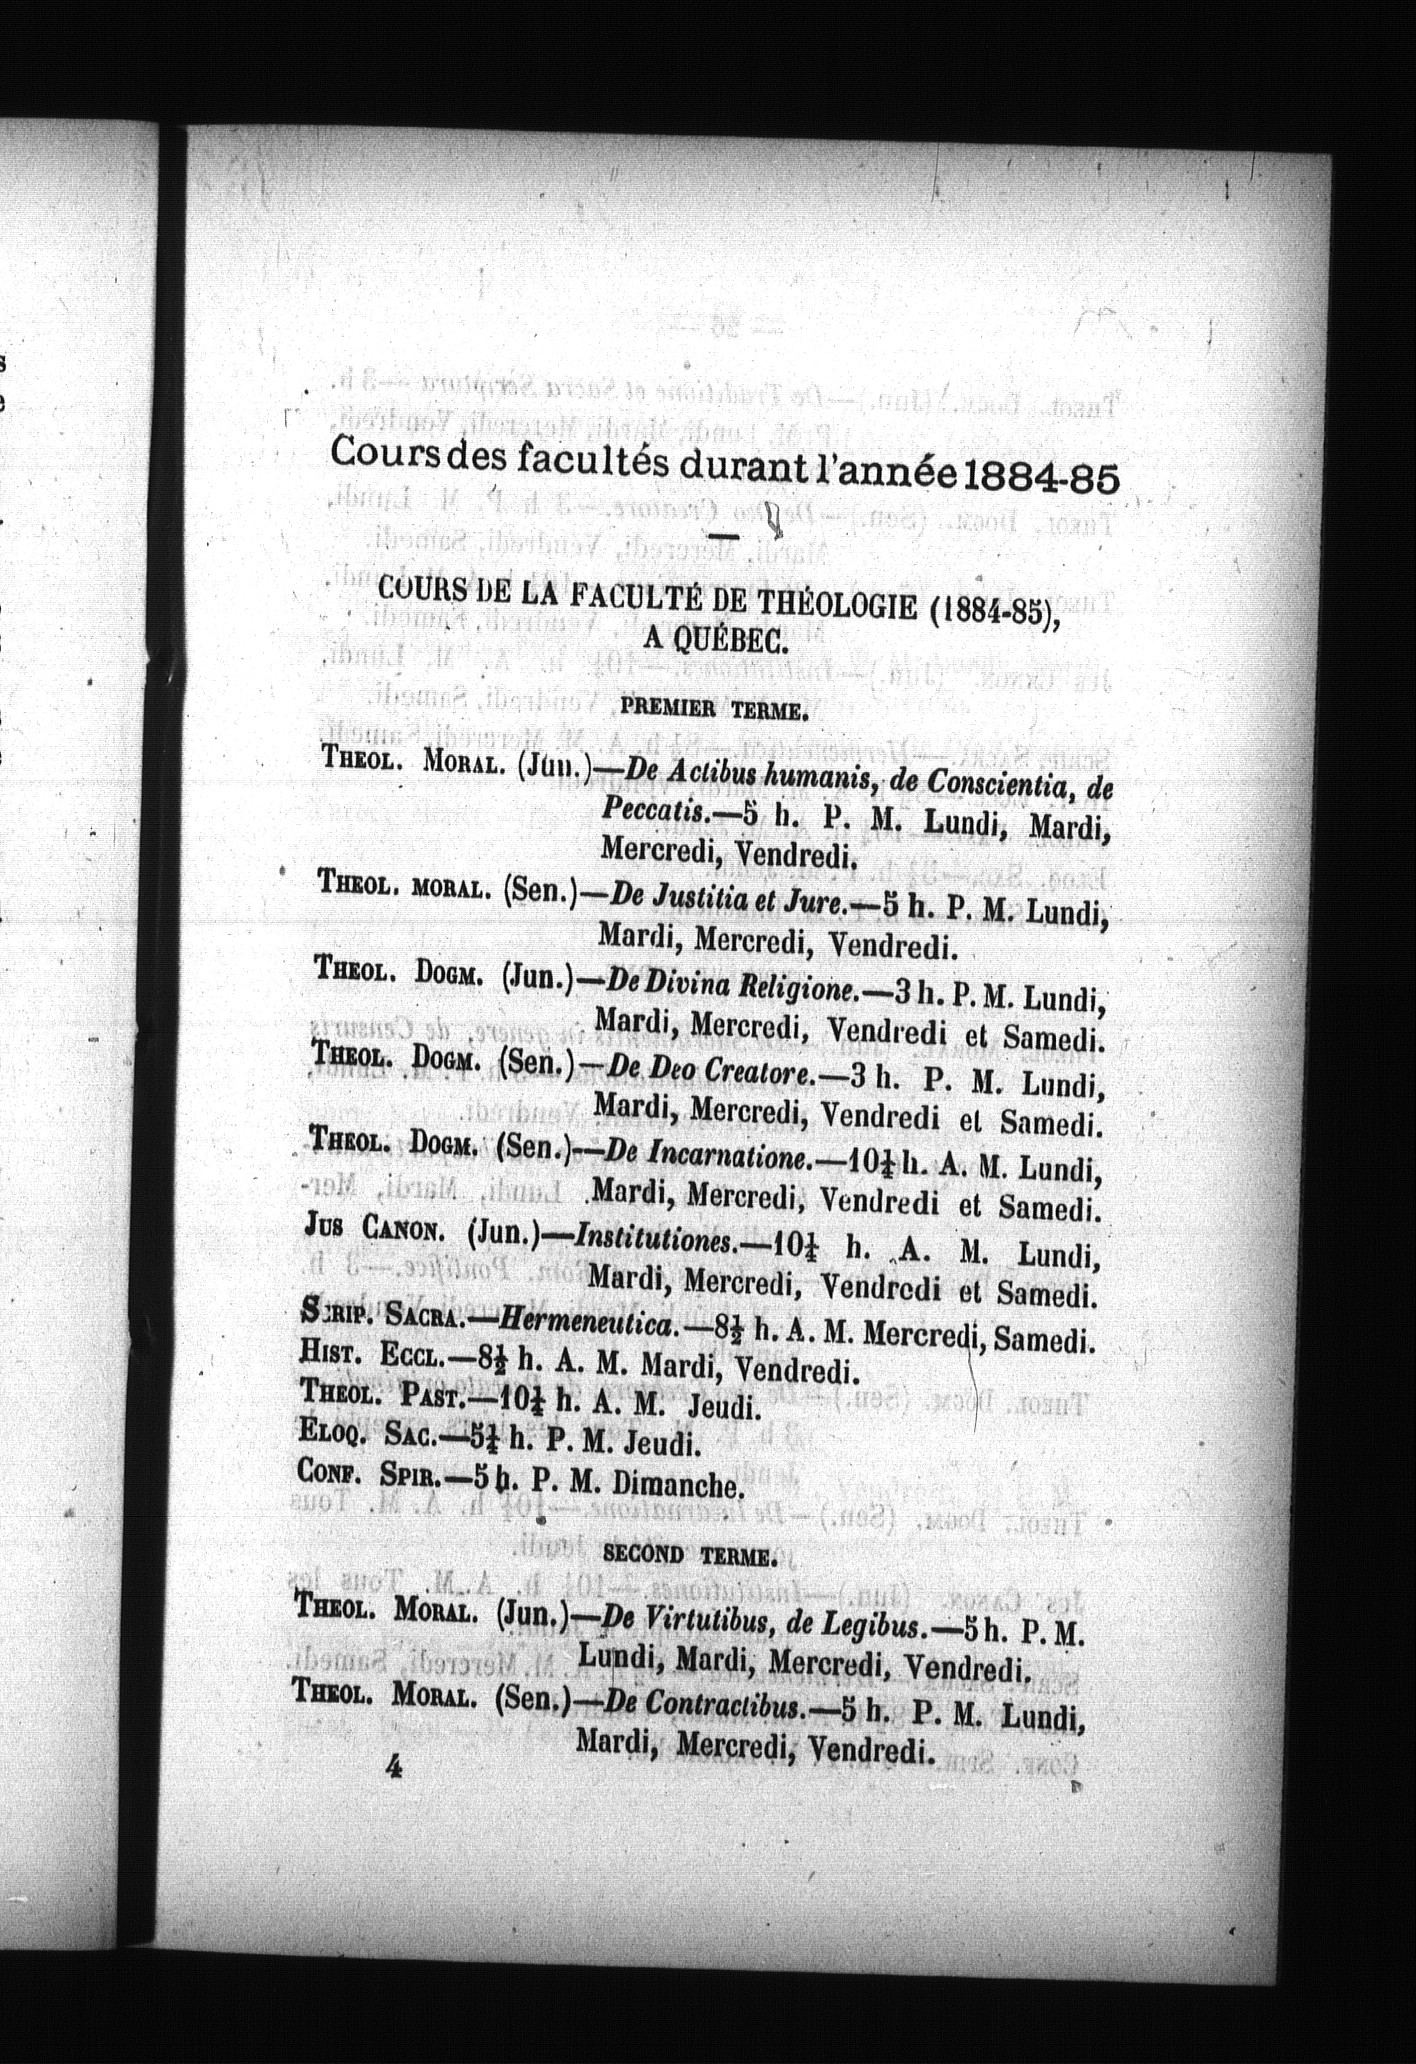 Cours des facultés durant l'année 1884-85
COURS DE LA FACULTÉ DE THÉOLOGIE (1884-85),
A QUÉBEC.
PREMIER TERME.
THEOL. MORAL. (Jun.)—De Actibus humanis, de Conscientia, de
Peccatis.—5 h. P. M. Lundi, Mardi,
Mercredi, Vendredi.
THEOL. MORAL. (Sen.)—De Justitia et Jure.—5 h. P. M. Lundi,
Mardi, Mercredi, Vendredi.
THEOL. DOGM. (Jun.)—De Divina Religione.—3 h. P. M. Lundi,
Mardi, Mercredi, Vendredi et Samedi.
THEOL. DOGM. (Sen.)—De Deo Creatore.—3 h. P. M. Lundi,
Mardi, Mercredi, Vendredi et Samedi.
THEOL. DOGM. (Sen.)—De Incarnatione.—10¼ h. A. M. Lundi,
Mardi, Mercredi, Vendredi et Samedi.
JUS CANON. (Jun.)—Institutiones.—10¼ h. A. M. Lundi,
Mardi, Mercredi, Vendredi et Samedi.
SCRIP. SACRA.—Hermeneutica.—8½ h. A. M. Mercredi, Samedi.
HIST. ECCL.—8½ h. A. M. Mardi, Vendredi.
THEOL. PAST.—10¼ h. A. M. Jeudi.
ELOQ. SAC.—5¼ h. P. M. Jeudi.
CONF. SPIR.—5 h. P. M. Dimanche.
SECOND TERME.
THEOL. MORAL. (Jun.)—De Virtutibus, de Legibus.—5 h. P. M.
Lundi, Mardi, Mercredi, Vendredi.
THEOL. MORAL. (Sen.)—De Contractibus.—5 h. P. M. Lundi,
Mardi, Mercredi, Vendredi.
4